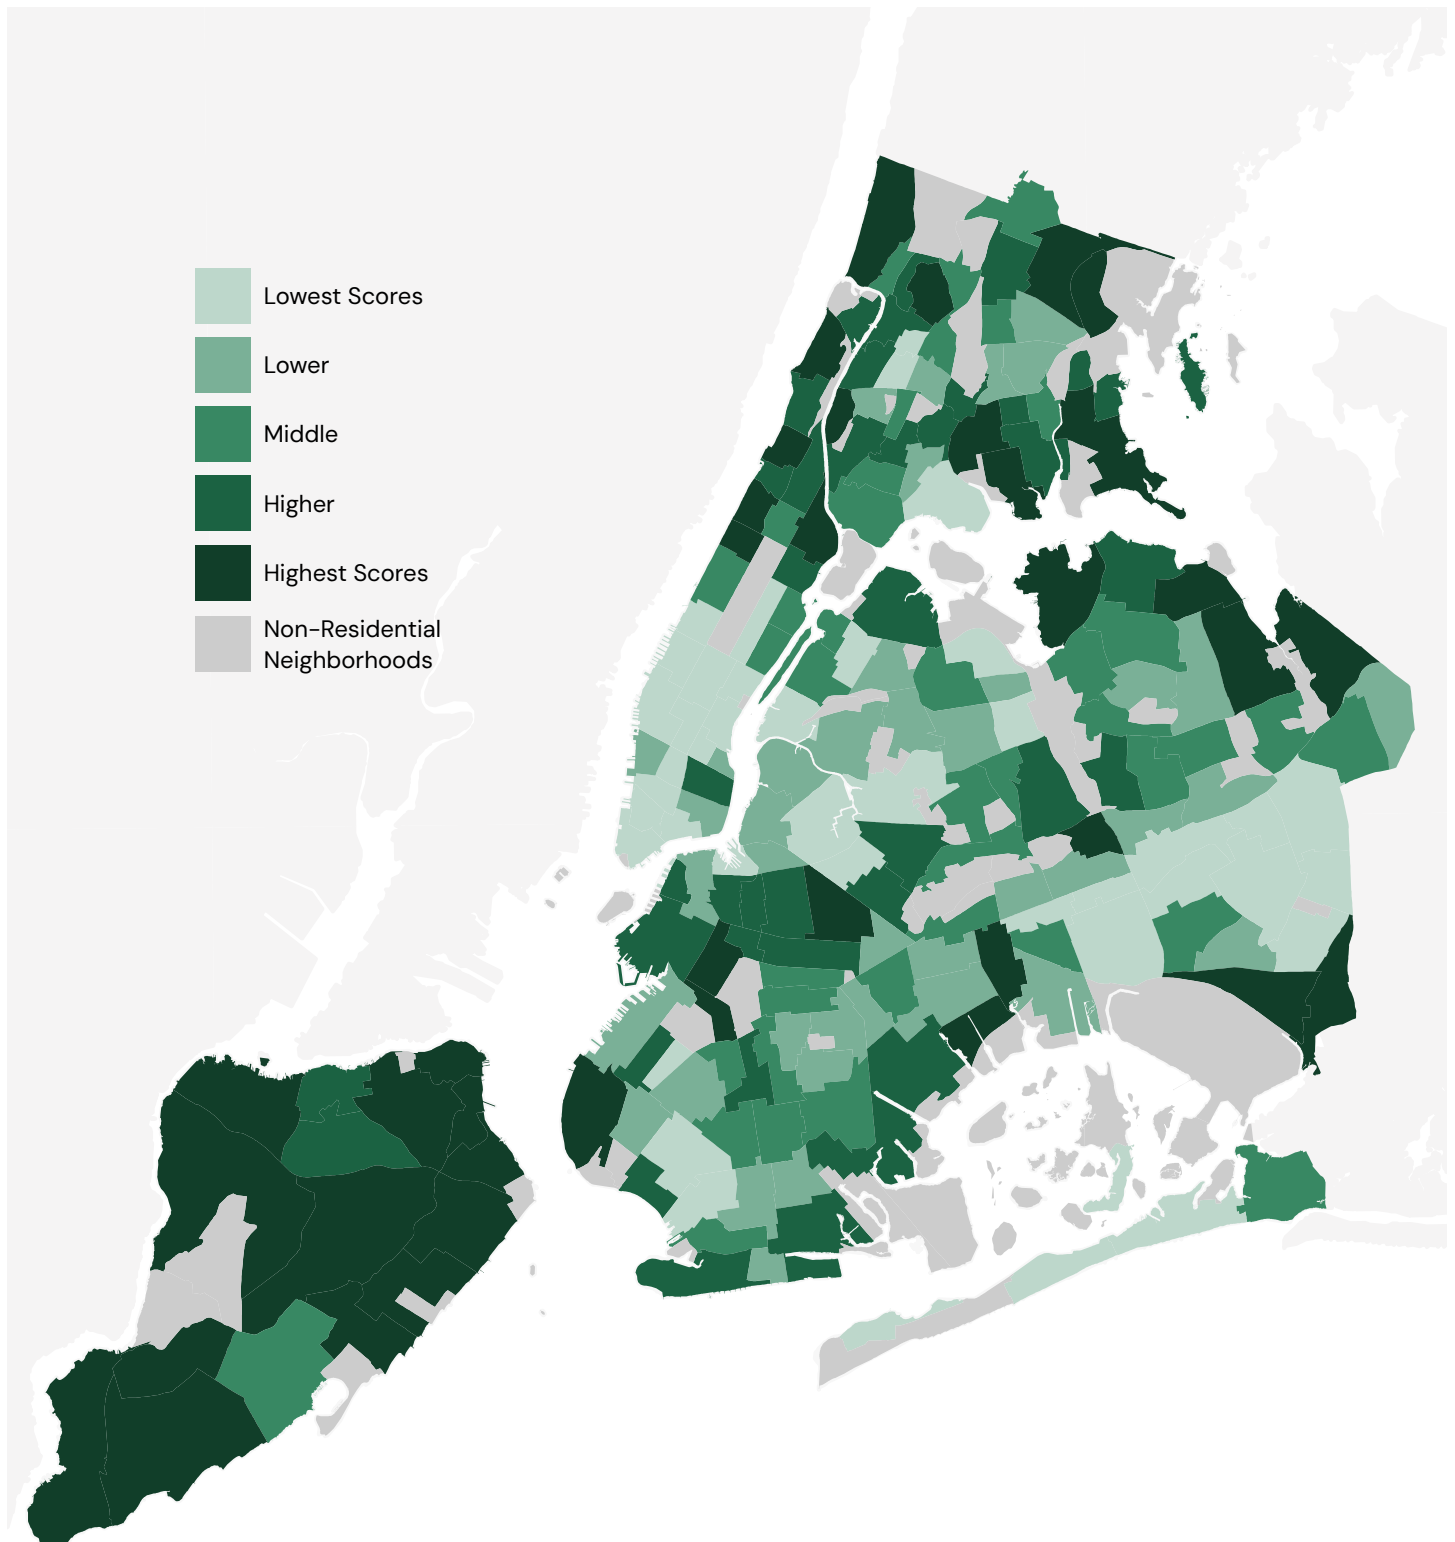 Lowest Scores
Lower
Middle
Higher
Highest Scores
Non-Residential
Neighborhoods